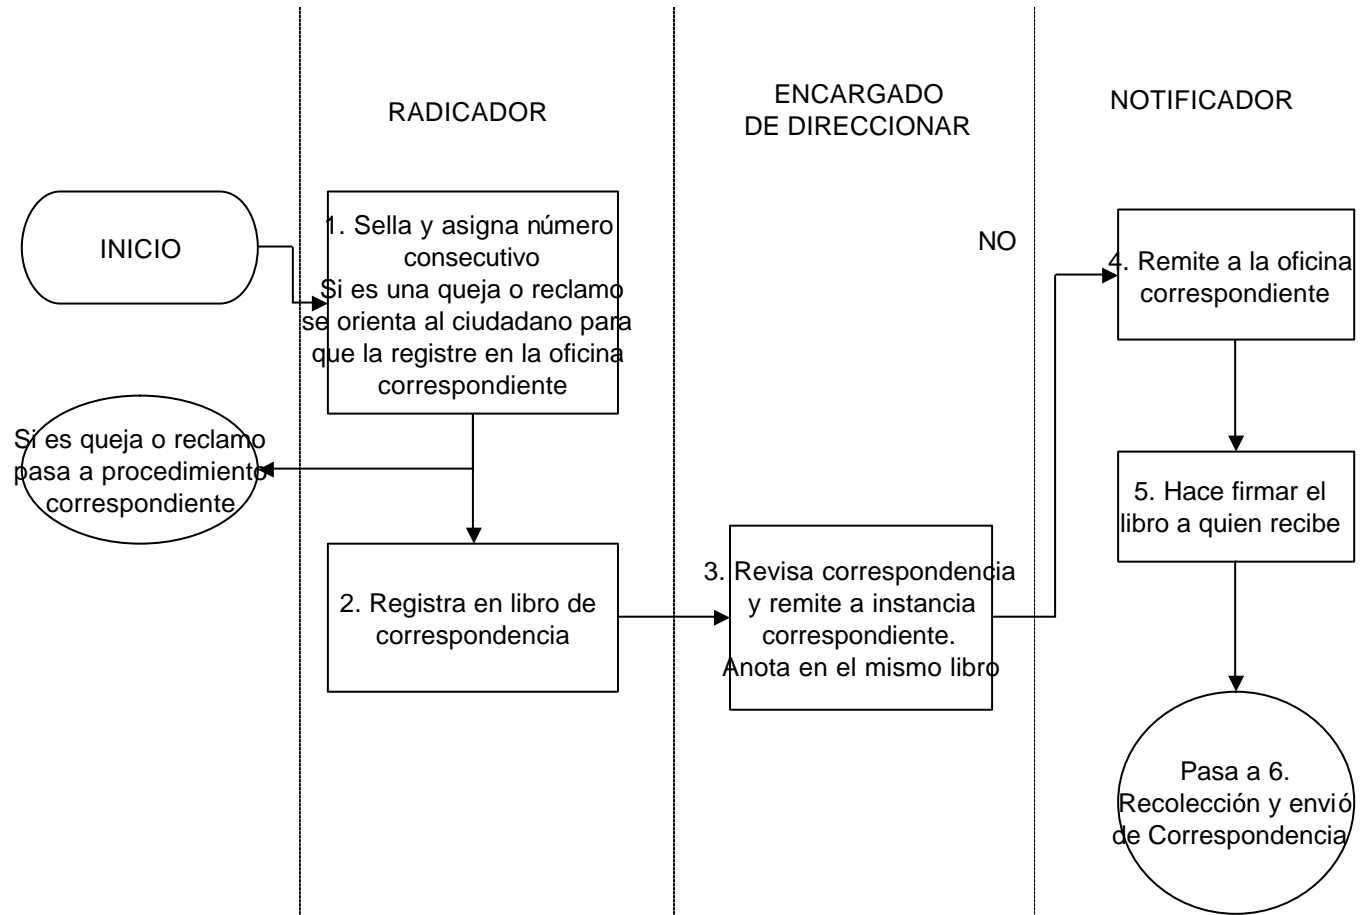 RADICADOR
ENCARGADO
DE DIRECCIONAR
NOTIFICADOR
INICIO
1. Sella y asigna número
consecutivo
Si es una queja o reclamo
se orienta al ciudadano para
que la registre en la oficina
correspondiente
NO
4. Remite a la oficina
correspondiente
Si es queja o reclamo
pasa a procedimiento
correspondiente
5. Hace firmar el
libro a quien recibe
2. Registra en libro de
correspondencia
3. Revisa correspondencia
y remite a instancia
correspondiente.
Anota en el mismo libro
Pasa a 6.
Recolección y envió
de Correspondencia